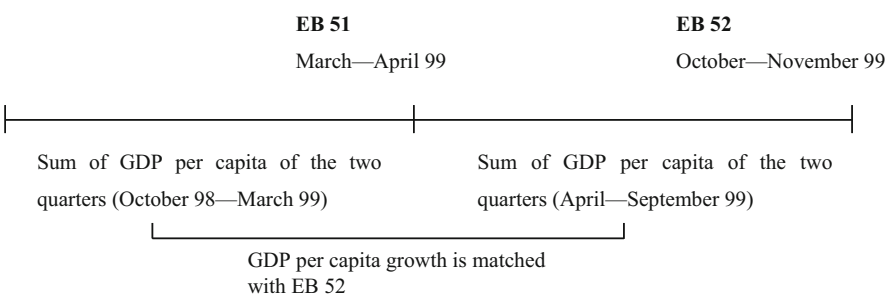 EB 51
March—April 99
EB 52
October—November 99
Sum of GDP per capita of the two
quarters (October 98—March 99)
Sum of GDP per capita of the two
quarters (April—September 99)
GDP per capita growth is matched
with EB 52